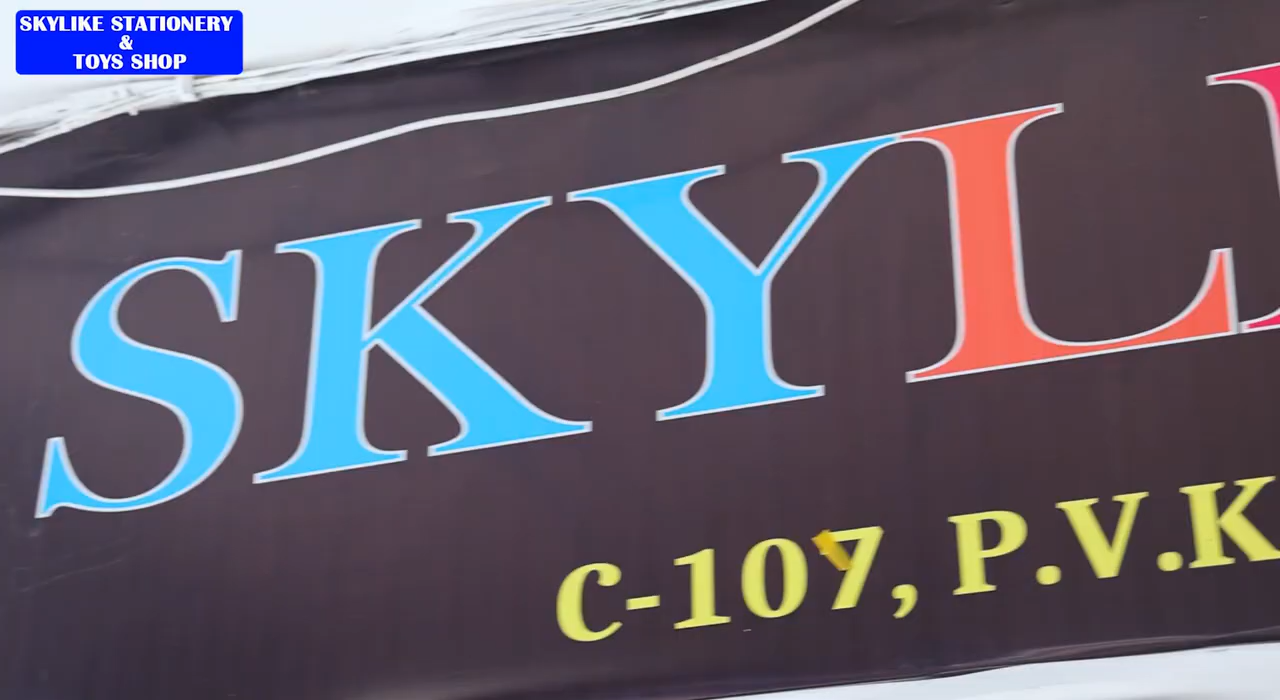 SKYLIKE STATIONERY
&
TOYS SHOP
SKYL
C-107, P.V.K